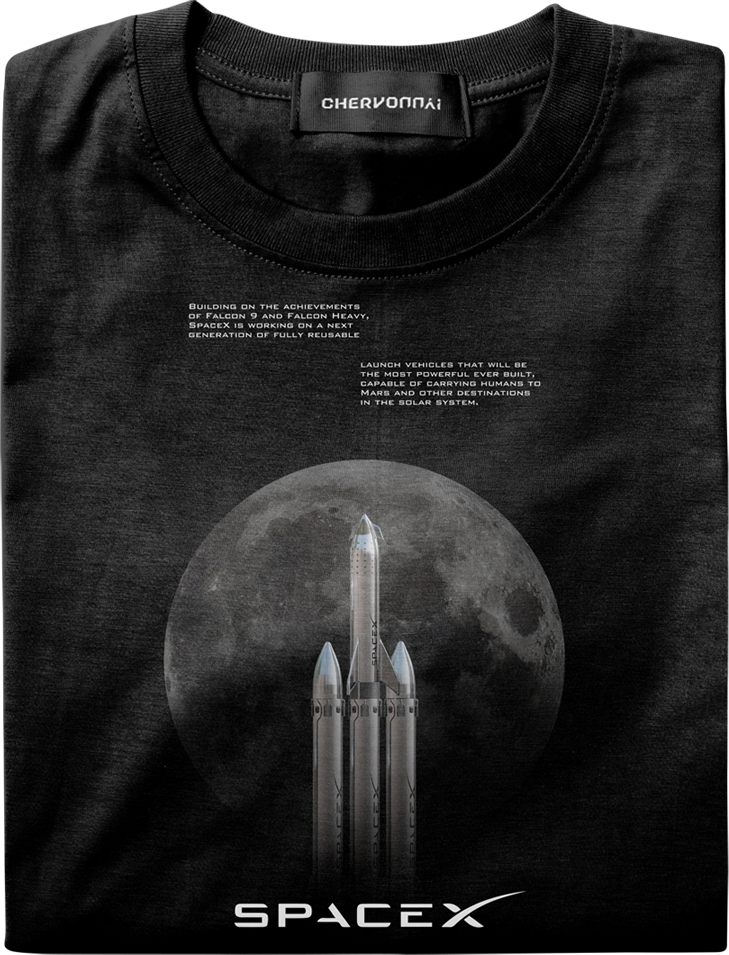 CHERVONNYI
BUILDING ON THE ACHIEVEMENTS
OF FALCON 9 AND FALCON HEAVY,
SPACEX IS WORKING ON A NEXT
GENERATION OF FULLY REUSABLE
LAUNCH VEHICLES THAT WILL BE
THE MOST POWERFUL EVER BUILT,
CAPABLE OF CARRYING HUMANS TO
MARS AND OTHER DESTINATIONS
IN THE SOLAR SYSTEM.
SPACEX
SPACEX
SPACEX
SPACEX
SPACEX